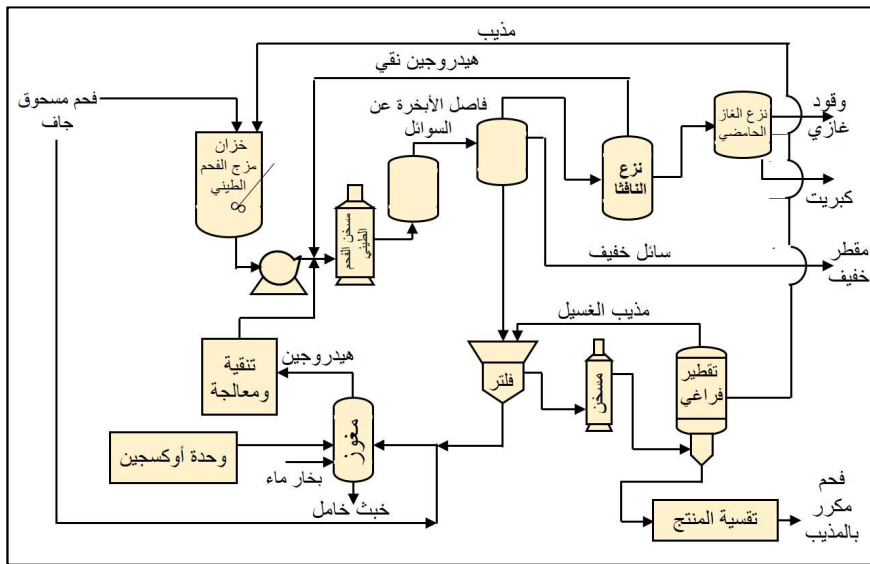 مذيب
هيدروجين نقي
فحم مسحوق
جاف
خزان
مزج الفحم
الطيني
فاصل الأبخرة عن
السوائل
نزع الغاز
الحامضي
وقود
غازي
نزع
النافثا
كبريت
مسخن الفحم
الطيني
سائل خفيف
مقطر
خفيف
مذيب الغسيل
تنقية
ومعالجة
هيدروجين
فلتر
مسخن
تقطير
فراغي
مغوز
وحدة أوكسجين
بخار ماء
خبث خامل
تقسية المنتج
فحم
مكرر
بالمذيب